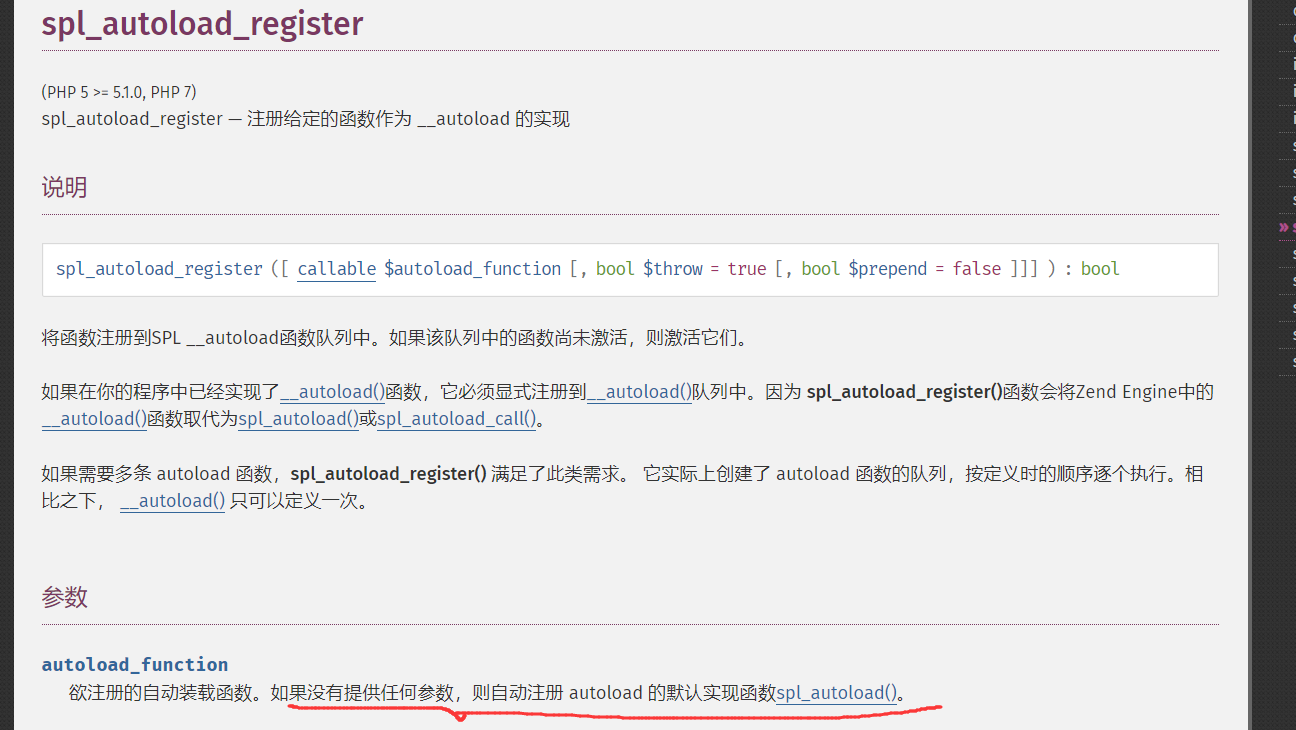 spl_autoload_register
(PHP 5 >= 5.1.0, PHP 7)
spl_autoload_register — 注册给定的函数作为 __autoload 的实现
说明
spl_autoload_register ([ callable $autoload_function [, bool $throw = true [, bool $prepend = false ]]] ) : bool
将函数注册到SPL __autoload函数队列中。如果该队列中的函数尚未激活，则激活它们。
如果在你的程序中已经实现了__autoload()函数，它必须显式注册到__autoload()队列中。因为 spl_autoload_register()函数会将Zend Engine中的
__autoload()函数取代为spl_autoload()或spl_autoload_call()。
如果需要多条 autoload 函数，spl_autoload_register() 满足了此类需求。 它实际上创建了 autoload 函数的队列，按定义时的顺序逐个执行。相
比之下， __autoload() 只可以定义一次。
参数
autoload_function
欲注册的自动装载函数。如果没有提供任何参数，则自动注册 autoload 的默认实现函数spl_autoload()。